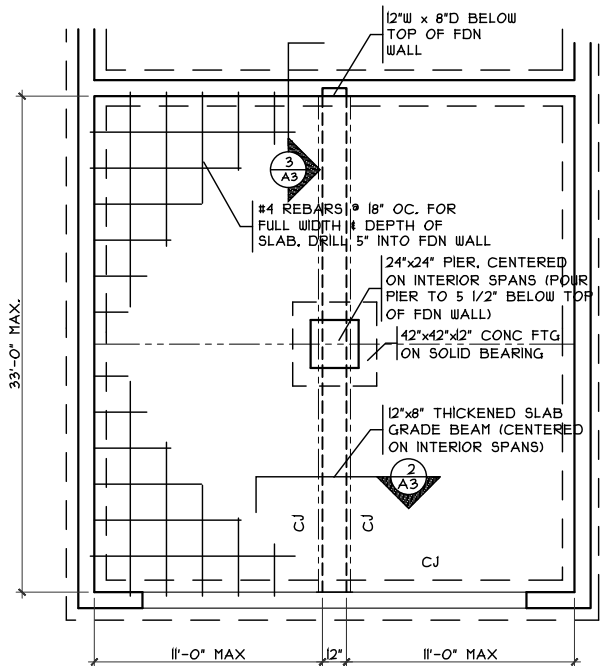 12"W x 8"D BELOW
TOP OF FDN
WALL
3
A3
#4 REBARS @ 18" OC. FOR
FULL WIDTH & DEPTH OF
SLAB. DRILL 5" INTO FDN WALL
24"x24" PIER, CENTERED
ON INTERIOR SPANS (POUR
PIER TO 5 1/2" BELOW TOP
OF FDN WALL)
42"x42"x12" CONC FTG
ON SOLID BEARING
33'-0" MAX.
12"x8" THICKENED SLAB
GRADE BEAM (CENTERED
ON INTERIOR SPANS)
2
A3
CJ
CJ
CJ
11'-0" MAX
12"
11'-0" MAX